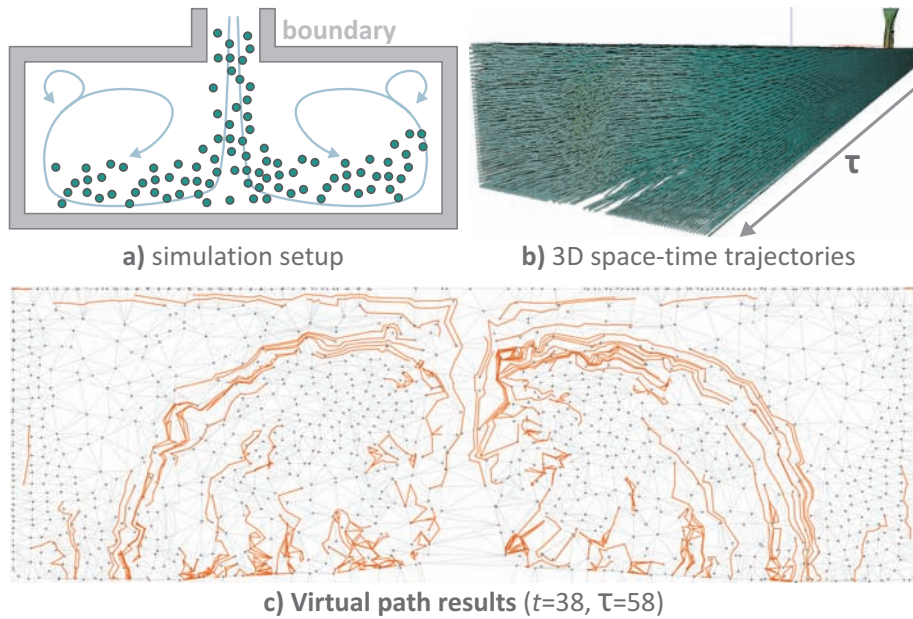 boundary
τ
a) simulation setup
b) 3D space-time trajectories
c) Virtual path results (t=38, τ=58)